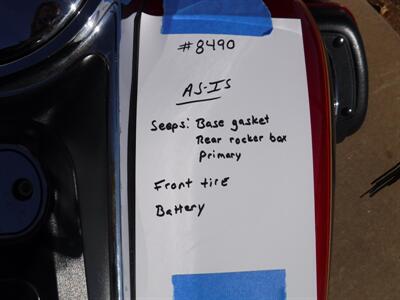 #8490
AS-IS
Seeps: Base gasket
Rear rocker box
Primary
Front tire
Battery